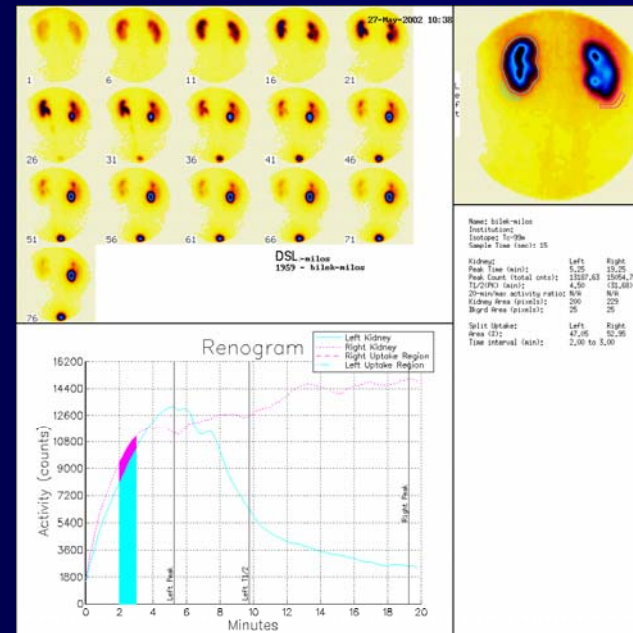 27-May-2002 10:38
1
6
11
16
21
26
31
36
41
46
51
56
61
66
71
76
DSL-milos
1959 - bilek-milos
Left
Name: bilek-milos
Institution:
Isotope: Tc-99m
Sample Time (sec): 15
Kidney: Left Right
Peak Time (min): 5.25 19.25
Peak Count (total cnts): 13187.63 15054.7
T1/2(PK) (min): 4.50 (31.68)
20-min/max activity ratio: N/A N/A
Kidney Area (pixels): 200 229
Bkgrd Area (pixels): 25 25
Split Uptake: Left Right
Area (%): 47.05 52.95
Time interval (min): 2.00 to 3.00
Renogram
Left Kidney
Right Kidney
Right Uptake Region
Left Uptake Region
16200
14400
12600
10800
9000
7200
5400
3600
1800
0
Activity (counts)
Left Peak
Left T1/2
Right Peak
0 2 4 6 8 10 12 14 16 18 20
Minutes